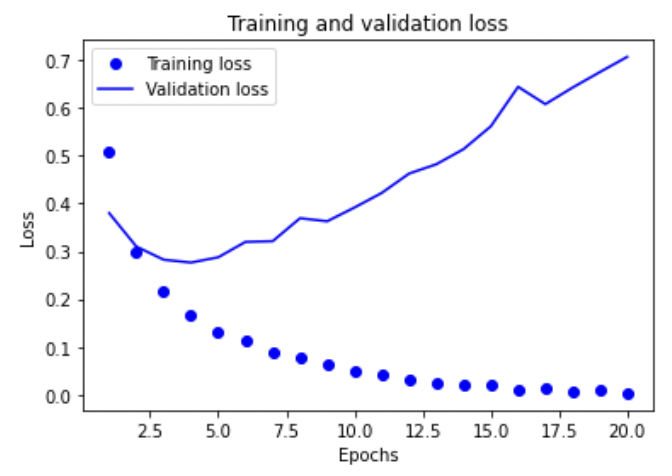 Training and validation loss
Training loss
Validation loss
0.7
0.6
0.5
0.4
0.3
0.2
0.1
0.0
Loss
2.5 5.0 7.5 10.0 12.5 15.0 17.5 20.0
Epochs